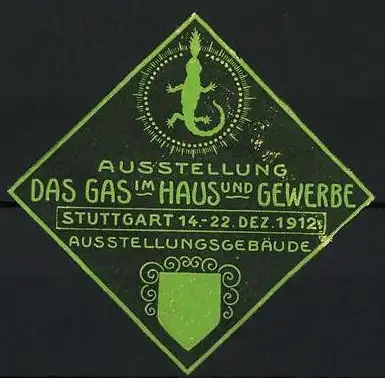 AUSSTELLUNG
DAS GAS IM HAUS UND GEWERBE
STUTTGART 14.-22. DEZ. 1912
AUSSTELLUNGSGEBÄUDE